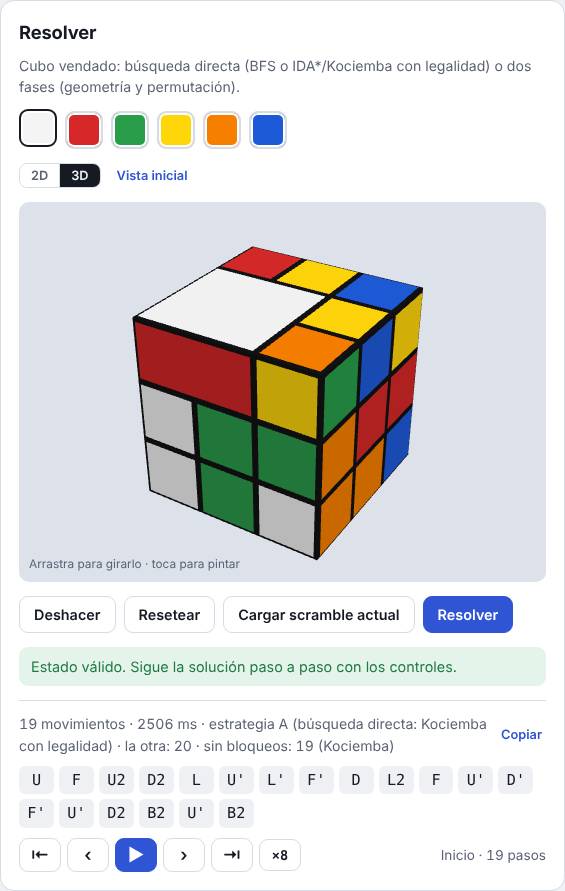 Resolver
Cubo vendado: búsqueda directa (BFS o IDA*/Kociemba con legalidad) o dos
fases (geometría y permutación).
2D 3D Vista inicial
Arrastra para girarlo · toca para pintar
Deshacer Resetear Cargar scramble actual Resolver
Estado válido. Sigue la solución paso a paso con los controles.
19 movimientos · 2506 ms · estrategia A (búsqueda directa: Kociemba
con legalidad) · la otra: 20 · sin bloqueos: 19 (Kociemba)
Copiar
U F U2 D2 L U' L' F' D L2 F U' D'
F' U' D2 B2 U' B2
×8 Inicio · 19 pasos